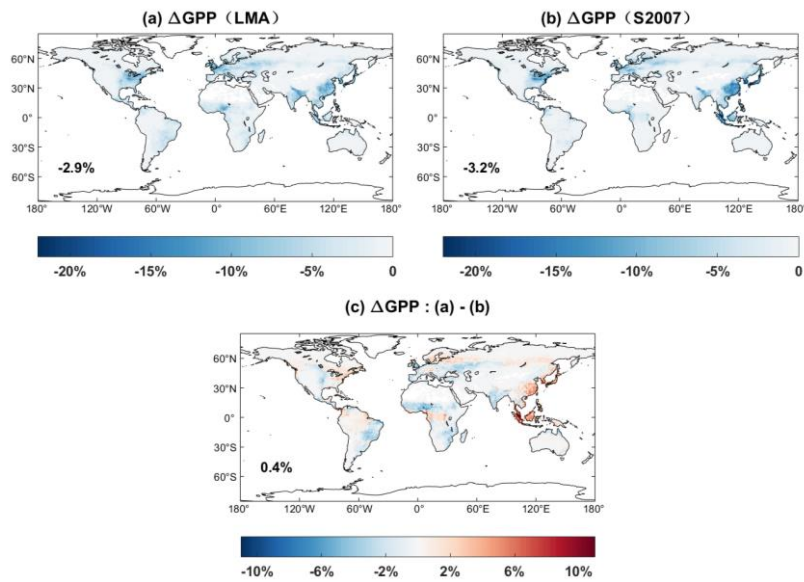 (a) ΔGPP（LMA）
(b) ΔGPP（S2007）
60°N
30°N
0°
30°S
60°S
-2.9%
180° 120°W 60°W 0° 60°E 120°E 180°
60°N
30°N
0°
30°S
60°S
-3.2%
180° 120°W 60°W 0° 60°E 120°E 180°
-20% -15% -10% -5% 0
-20% -15% -10% -5% 0
(c) ΔGPP : (a) - (b)
60°N
30°N
0°
30°S
60°S
0.4%
180° 120°W 60°W 0° 60°E 120°E 180°
-10% -6% -2% 2% 6% 10%